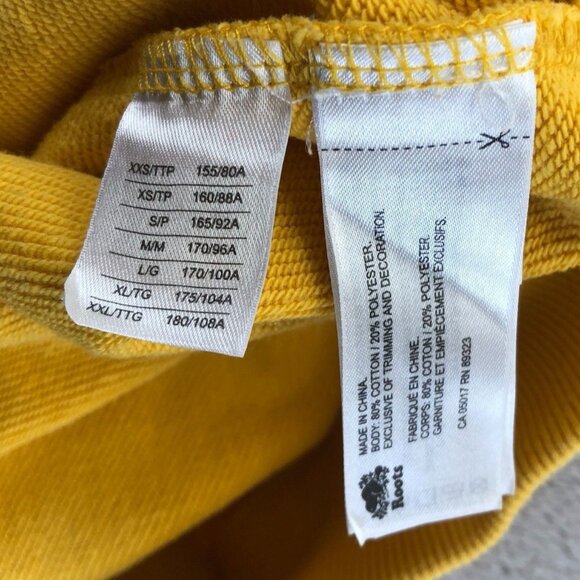 XXS/TTP 155/80A
XS/TP 160/88A
S/P 165/92A
M/M 170/96A
L/G 170/100A
XL/TG 175/104A
XXL/TTG 180/108A
MADE IN CHINA.
BODY: 80% COTTON / 20% POLYESTER.
EXCLUSIVE OF TRIMMING AND DECORATION.
FABRIQUÉ EN CHINE.
CORPS: 80% COTON / 20% POLYESTER.
GARNITURE ET EMPIÈCEMENT EXCLUSIFS.
CA 05017 RN 89323
Roots